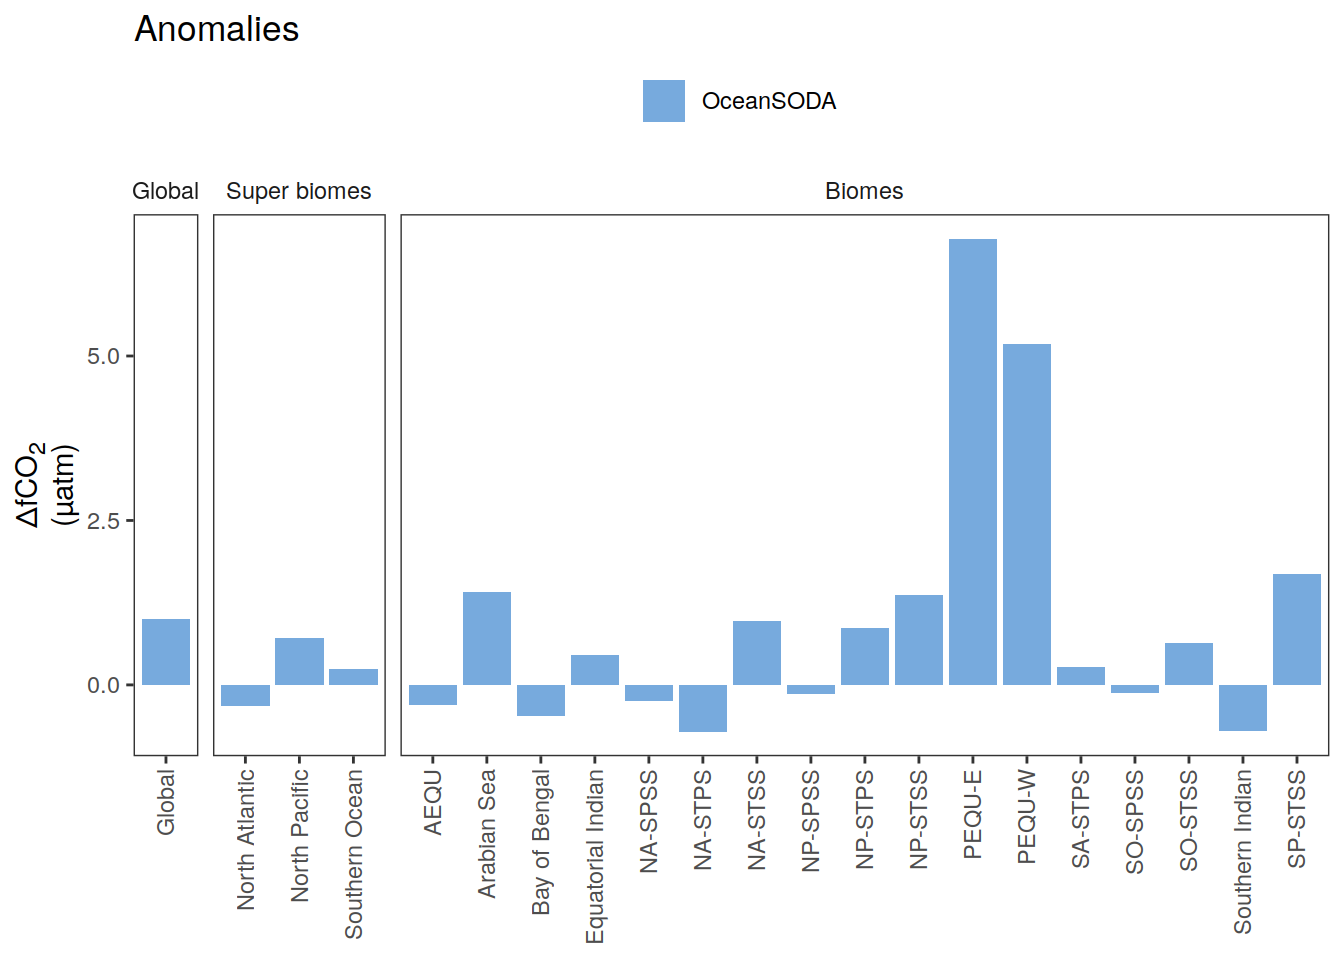 Anomalies
OceanSODA
Global
Super biomes
Biomes
ΔfCO₂
(µatm)
5.0
2.5
0.0
Global
North Atlantic
North Pacific
Southern Ocean
AEQU
Arabian Sea
Bay of Bengal
Equatorial Indian
NA-SPSS
NA-STPS
NA-STSS
NP-SPSS
NP-STPS
NP-STSS
PEQU-E
PEQU-W
SA-STPS
SO-SPSS
SO-STSS
Southern Indian
SP-STSS